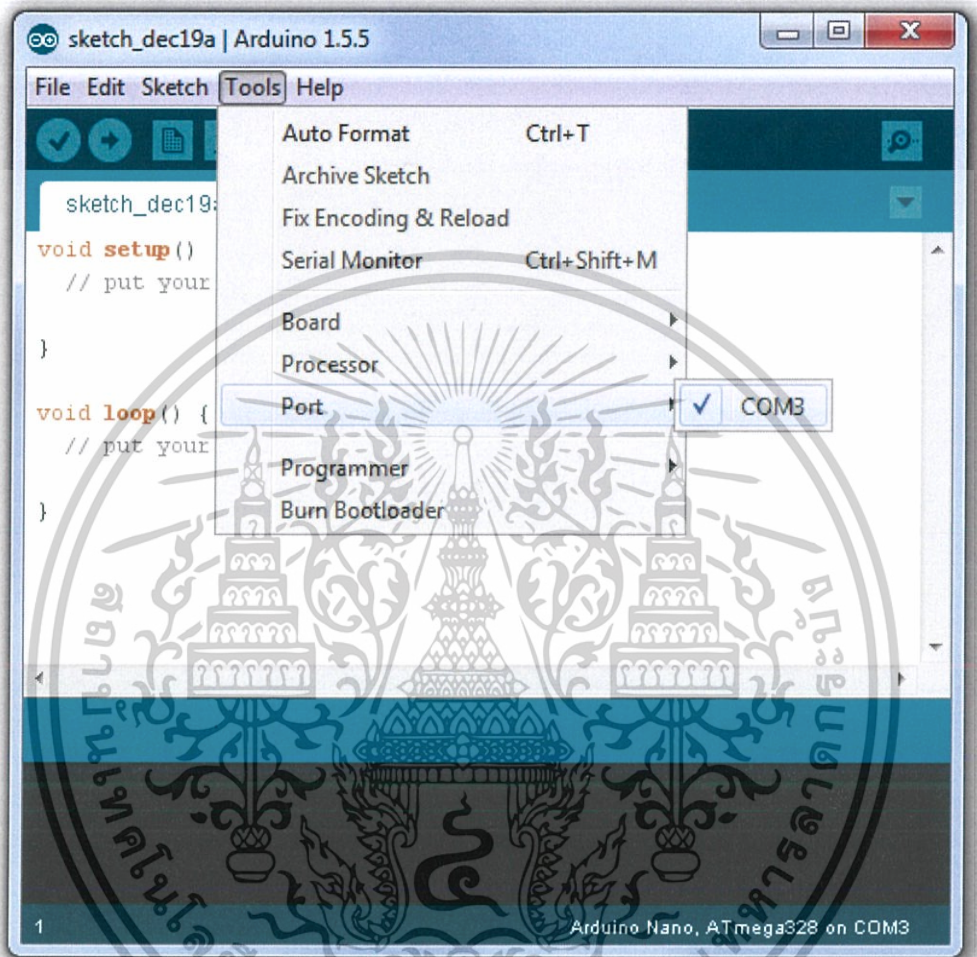 sketch_dec19a | Arduino 1.5.5
File Edit Sketch Tools Help
Auto Format Ctrl+T
Archive Sketch
Fix Encoding & Reload
Serial Monitor Ctrl+Shift+M
Board
Processor
Port
COM3
Programmer
Burn Bootloader
sketch_dec19a
void setup()
// put your
}
void loop() {
// put your
}
1
Arduino Nano, ATmega328 on COM3